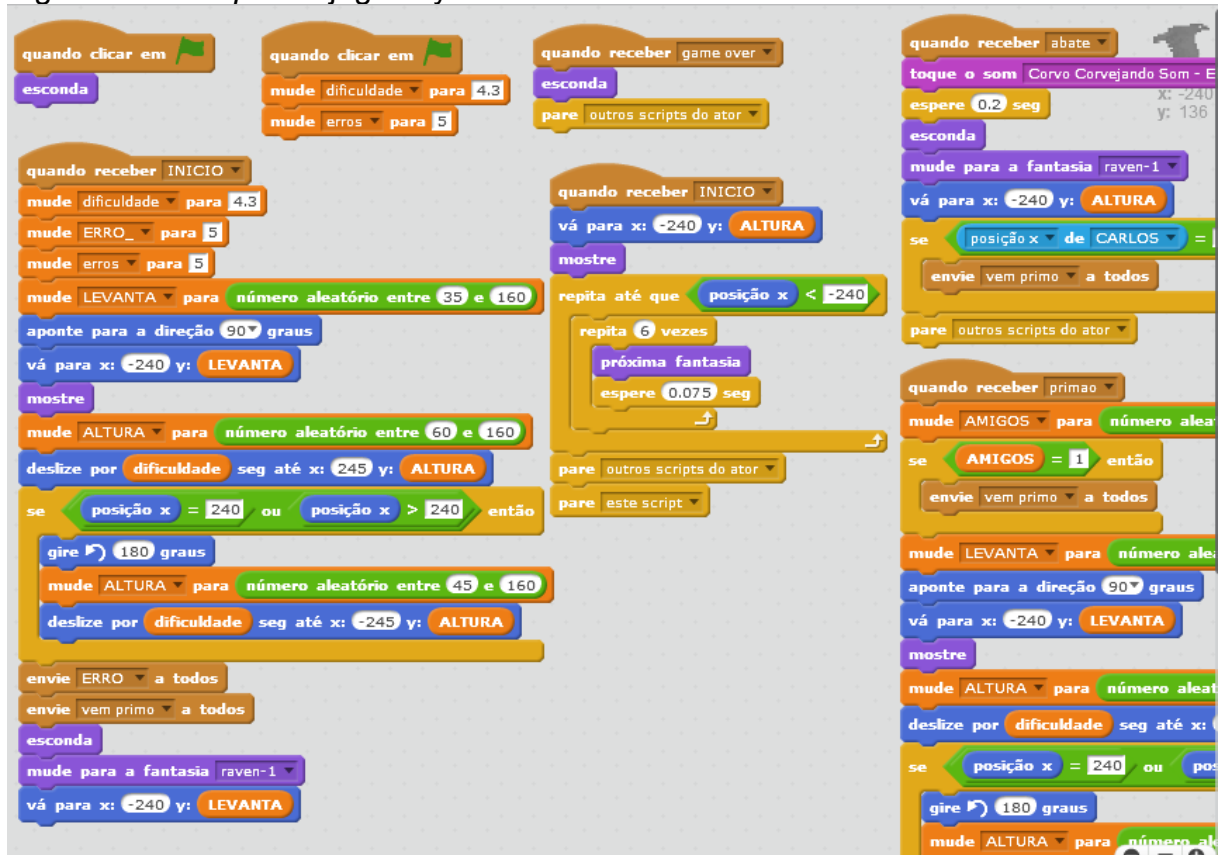 quando clicar em
esconda
quando clicar em
mude dificuldade para 4.3
mude erros para 5
quando receber INICIO
mude dificuldade para 4.3
mude ERRO_ para 5
mude erros para 5
mude LEVANTA para número aleatório entre 35 e 160
aponte para a direção 90 graus
vá para x: -240 y: LEVANTA
mostre
mude ALTURA para número aleatório entre 60 e 160
deslize por dificuldade seg até x: 245 y: ALTURA
se posição x = 240 ou posição x > 240 então
gire 180 graus
mude ALTURA para número aleatório entre 45 e 160
deslize por dificuldade seg até x: -245 y: ALTURA
envie ERRO a todos
envie vem primo a todos
esconda
mude para a fantasia raven-1
vá para x: -240 y: LEVANTA
quando receber game over
esconda
pare outros scripts do ator
quando receber INICIO
vá para x: -240 y: ALTURA
mostre
repita até que posição x < -240
repita 6 vezes
próxima fantasia
espere 0.075 seg
pare outros scripts do ator
pare este script
quando receber abate
toque o som Corvo Corvejando Som - E
x: -240
y: 136
espere 0.2 seg
esconda
mude para a fantasia raven-1
vá para x: -240 y: ALTURA
se posição x de CARLOS =
envie vem primo a todos
pare outros scripts do ator
quando receber primao
mude AMIGOS para número
se AMIGOS = 1 então
envie vem primo a todos
mude LEVANTA para número
aponte para a direção 90 graus
vá para x: -240 y: LEVANTA
mostre
mude ALTURA para número
deslize por dificuldade seg até x:
se posição x = 240 ou
gire 180 graus
mude ALTURA para número